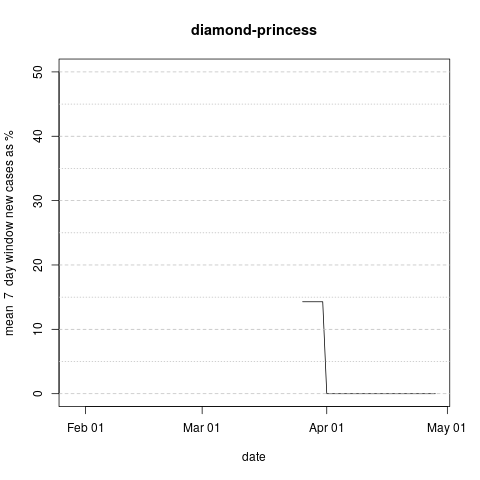 diamond-princess
mean 7 day window new cases as %
50
40
30
20
10
0
Feb 01
Mar 01
Apr 01
May 01
date